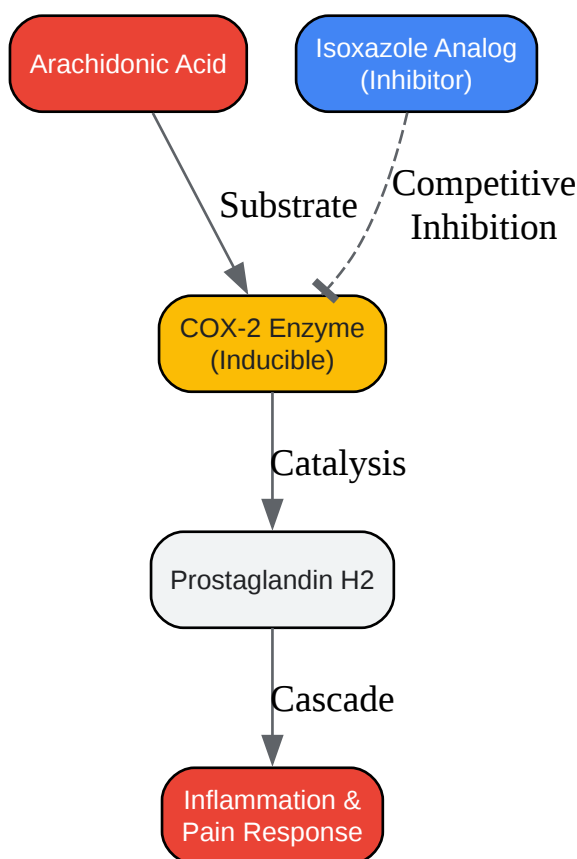 Arachidonic Acid
Isoxazole Analog
(Inhibitor)
Substrate
Competitive
Inhibition
COX-2 Enzyme
(Inducible)
Catalysis
Prostaglandin H2
Cascade
Inflammation &
Pain Response